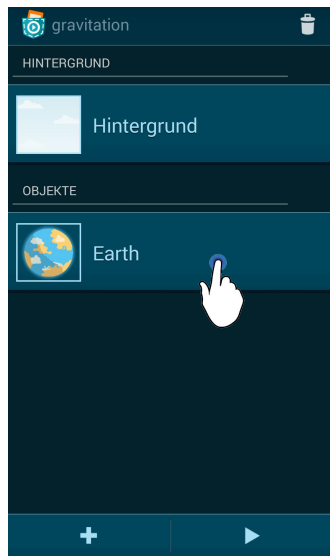 gravitation
HINTERGRUND
Hintergrund
OBJEKTE
Earth